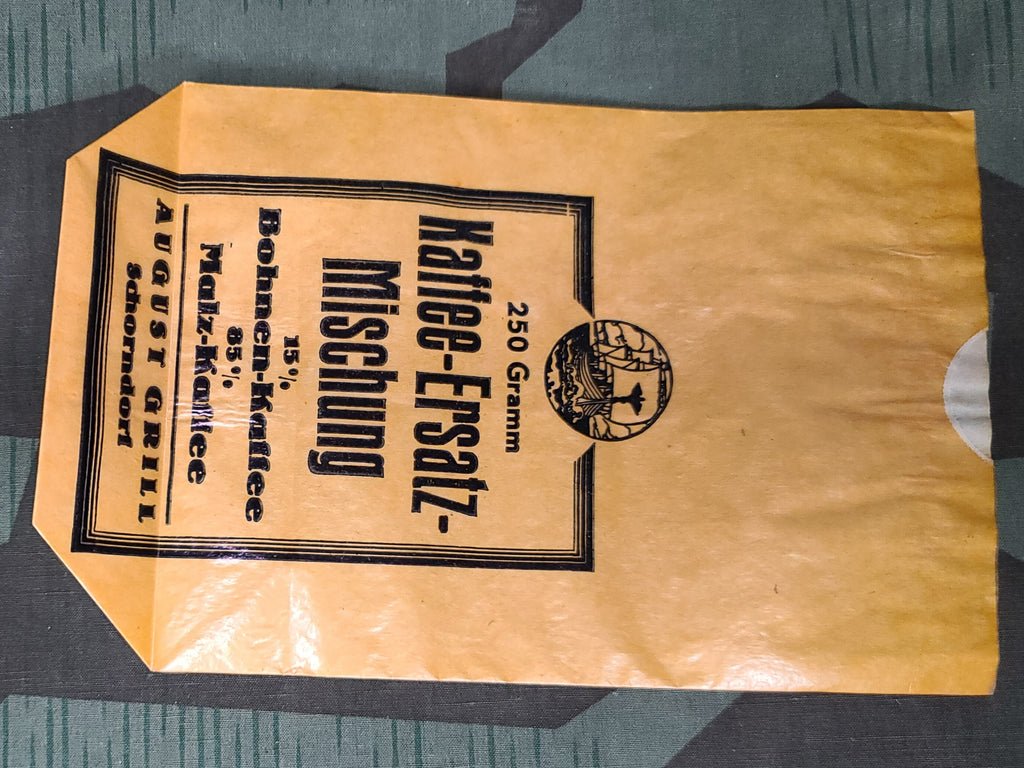 250 Gramm
Kaffee-Ersatz-
Mischung
15%
Bohnen-Kaffee
85%
Malz-Kaffee
AUGUST GRILL
Schorndorf